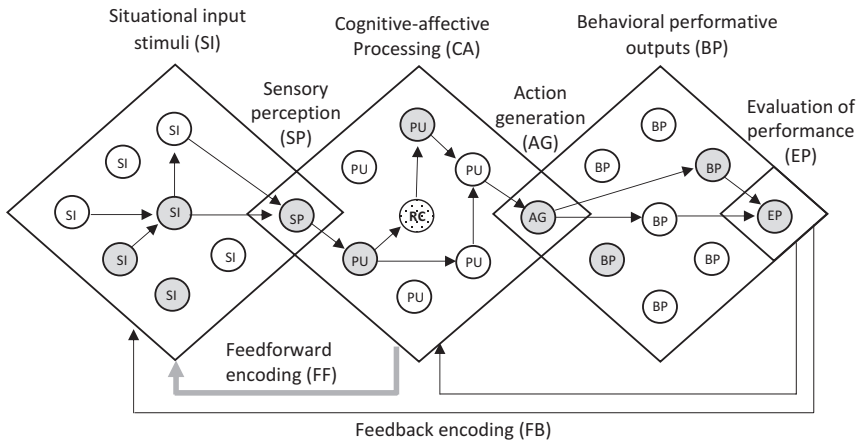 Situational input
stimuli (SI)
Cognitive-affective
Processing (CA)
Behavioral performative
outputs (BP)
Sensory
perception
(SP)
Action
generation
(AG)
Evaluation of
performance
(EP)
SI
SI
SI
SI
SI
SI
SI
SP
PU
PU
PU
RC
PU
PU
PU
AG
BP
BP
BP
BP
BP
BP
BP
EP
Feedforward
encoding (FF)
Feedback encoding (FB)